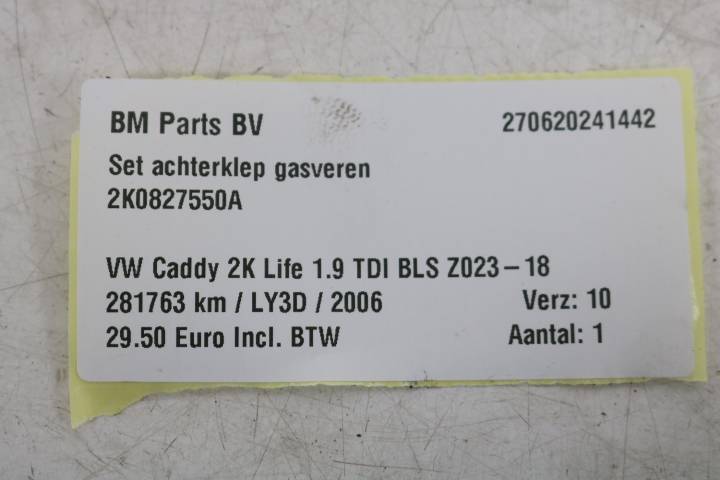 BM Parts BV 270620241442
Set achterklep gasveren
2K0827550A
VW Caddy 2K Life 1.9 TDI BLS Z023-18
281763 km / LY3D / 2006 Verz: 10
29.50 Euro Incl. BTW Aantal: 1